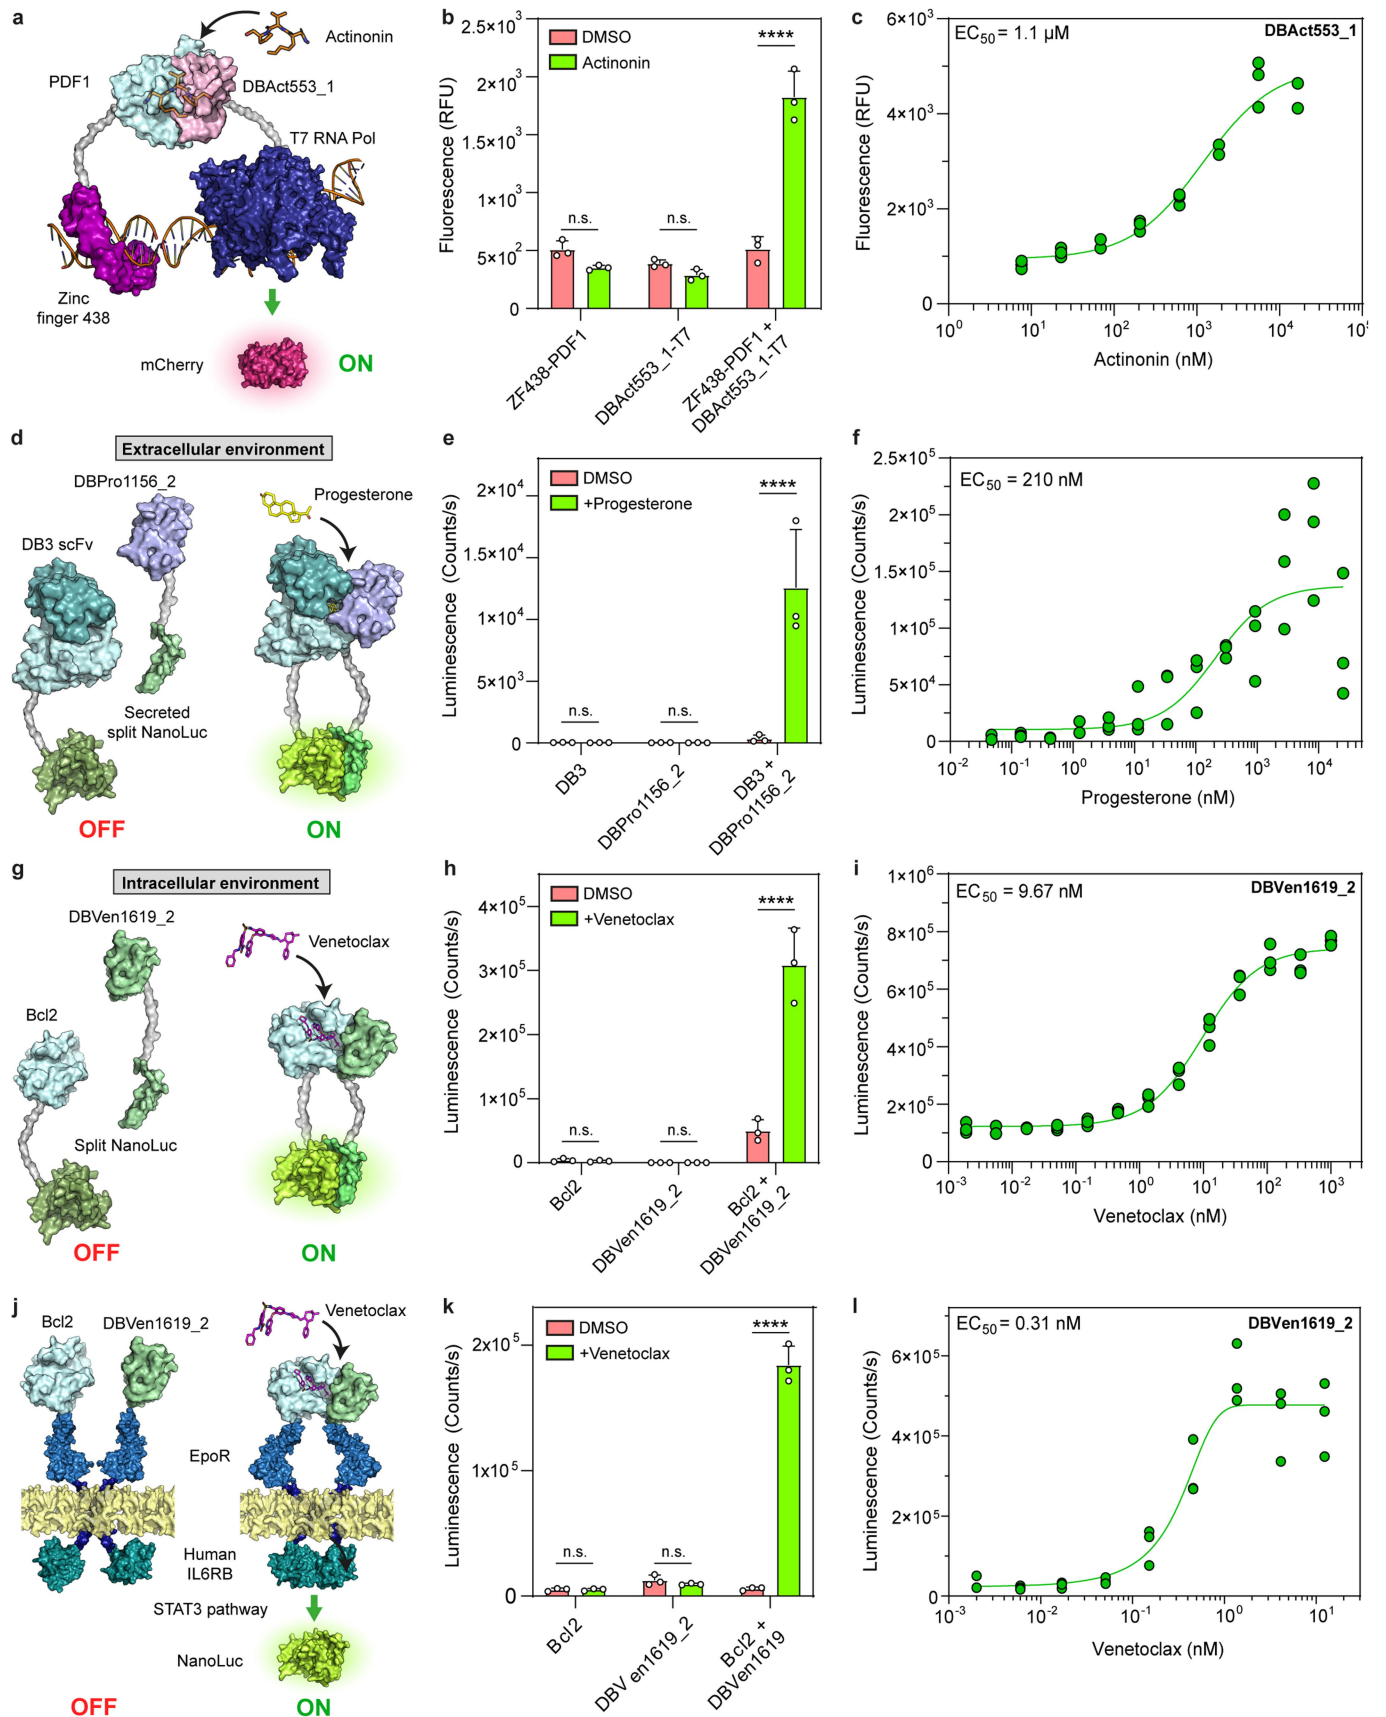 a
Actinonin
PDF1
DBAct553_1
T7 RNA Pol
Zinc
finger 438
mCherry
ON
b
2.5×10³
2×10³
1.5×10³
1×10³
5×10²
0
Fluorescence (RFU)
DMSO
Actinonin
n.s.
n.s.
****
ZF438-PDF1
DBAct553_1-T7
ZF438-PDF1 +
DBAct553_1-T7
c
6×10³
4×10³
2×10³
0
Fluorescence (RFU)
EC₅₀ = 1.1 µM
DBAct553_1
10⁰
10¹
10²
10³
10⁴
Actinonin (nM)
d
Extracellular environment
DBPro1156_2
DB3 scFv
Progesterone
Secreted
split NanoLuc
OFF
ON
e
2×10⁴
1.5×10⁴
1×10⁴
5×10³
0
Luminescence (Counts/s)
DMSO
+Progesterone
n.s.
n.s.
****
DB3
DBPro1156_2
DB3 +
DBPro1156_2
f
2.5×10⁵
2×10⁵
1.5×10⁵
1×10⁵
5×10⁴
0
Luminescence (Counts/s)
EC₅₀ = 210 nM
10⁻²
10⁻¹
10⁰
10¹
10²
10³
10⁴
Progesterone (nM)
g
Intracellular environment
DBVen1619_2
Bcl2
Venetoclax
Split NanoLuc
OFF
ON
h
4×10⁵
3×10⁵
2×10⁵
1×10⁵
0
Luminescence (Counts/s)
DMSO
+Venetoclax
n.s.
n.s.
****
Bcl2
DBVen1619_2
Bcl2 +
DBVen1619_2
i
1×10⁶
8×10⁵
6×10⁵
4×10⁵
2×10⁵
0
Luminescence (Counts/s)
EC₅₀ = 9.67 nM
DBVen1619_2
10⁻³
10⁻²
10⁻¹
10⁰
10¹
10²
10³
Venetoclax (nM)
j
Bcl2
DBVen1619_2
Venetoclax
EpoR
Human
IL6RB
STAT3 pathway
NanoLuc
OFF
ON
k
2×10⁵
1×10⁵
0
Luminescence (Counts/s)
DMSO
+Venetoclax
n.s.
n.s.
****
Bcl2
DBV en1619_2
Bcl2 +
DBVen1619
l
6×10⁵
4×10⁵
2×10⁵
0
Luminescence (Counts/s)
EC₅₀ = 0.31 nM
DBVen1619_2
10⁻³
10⁻²
10⁻¹
10⁰
10¹
Venetoclax (nM)